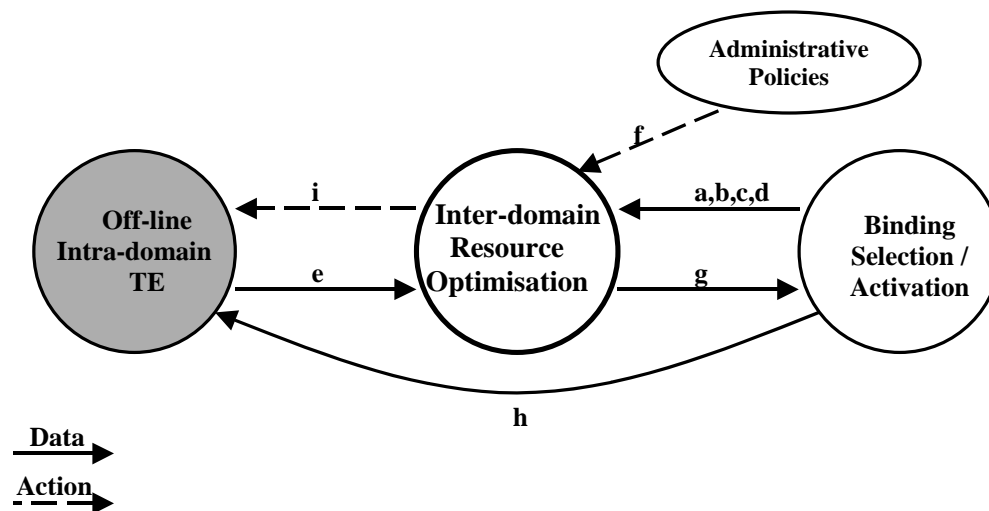 Administrative
Policies
f
Off-line
Intra-domain
TE
i
e
Inter-domain
Resource
Optimisation
a,b,c,d
g
Binding
Selection /
Activation
h
Data
Action